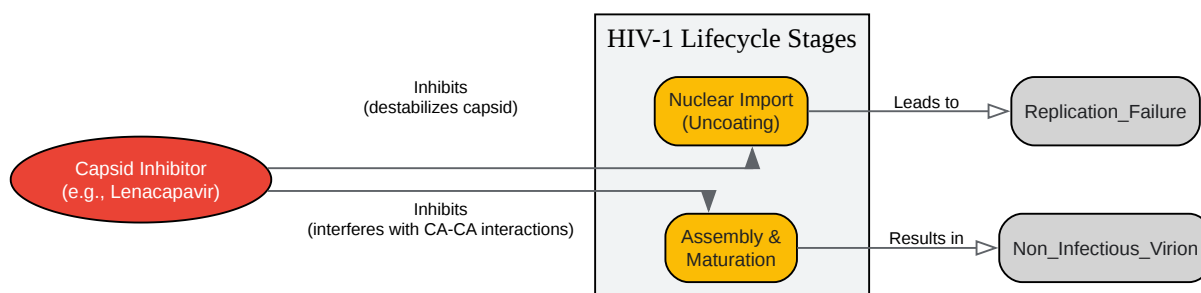 HIV-1 Lifecycle Stages
Inhibits
(destabilizes capsid)
Nuclear Import
(Uncoating)
Leads to
Replication_Failure
Capsid Inhibitor
(e.g., Lenacapavir)
Inhibits
(interferes with CA-CA interactions)
Assembly &
Maturation
Results in
Non_Infectious_Virion